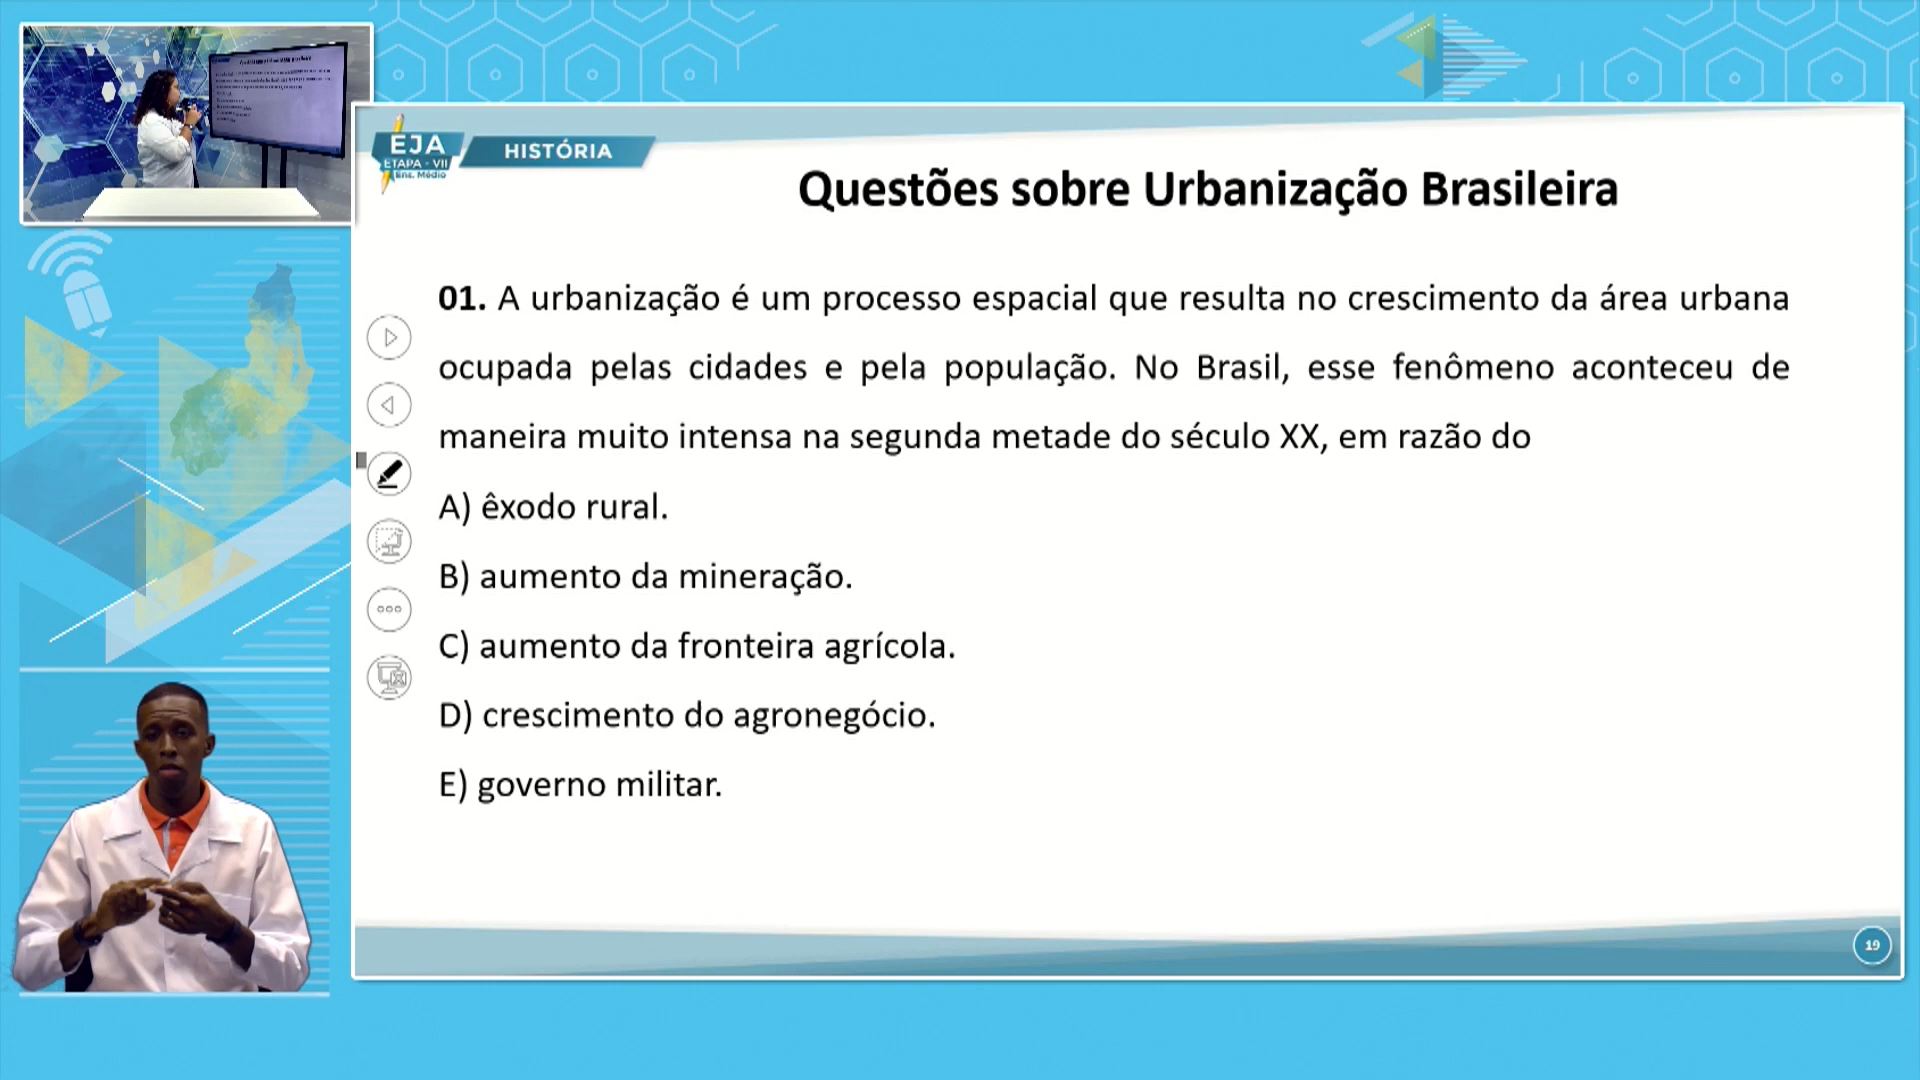 EJA
ETAPA - VII
Ens. Médio
HISTÓRIA
Questões sobre Urbanização Brasileira
01. A urbanização é um processo espacial que resulta no crescimento da área urbana
ocupada pelas cidades e pela população. No Brasil, esse fenômeno aconteceu de
maneira muito intensa na segunda metade do século XX, em razão do
A) êxodo rural.
B) aumento da mineração.
C) aumento da fronteira agrícola.
D) crescimento do agronegócio.
E) governo militar.
19